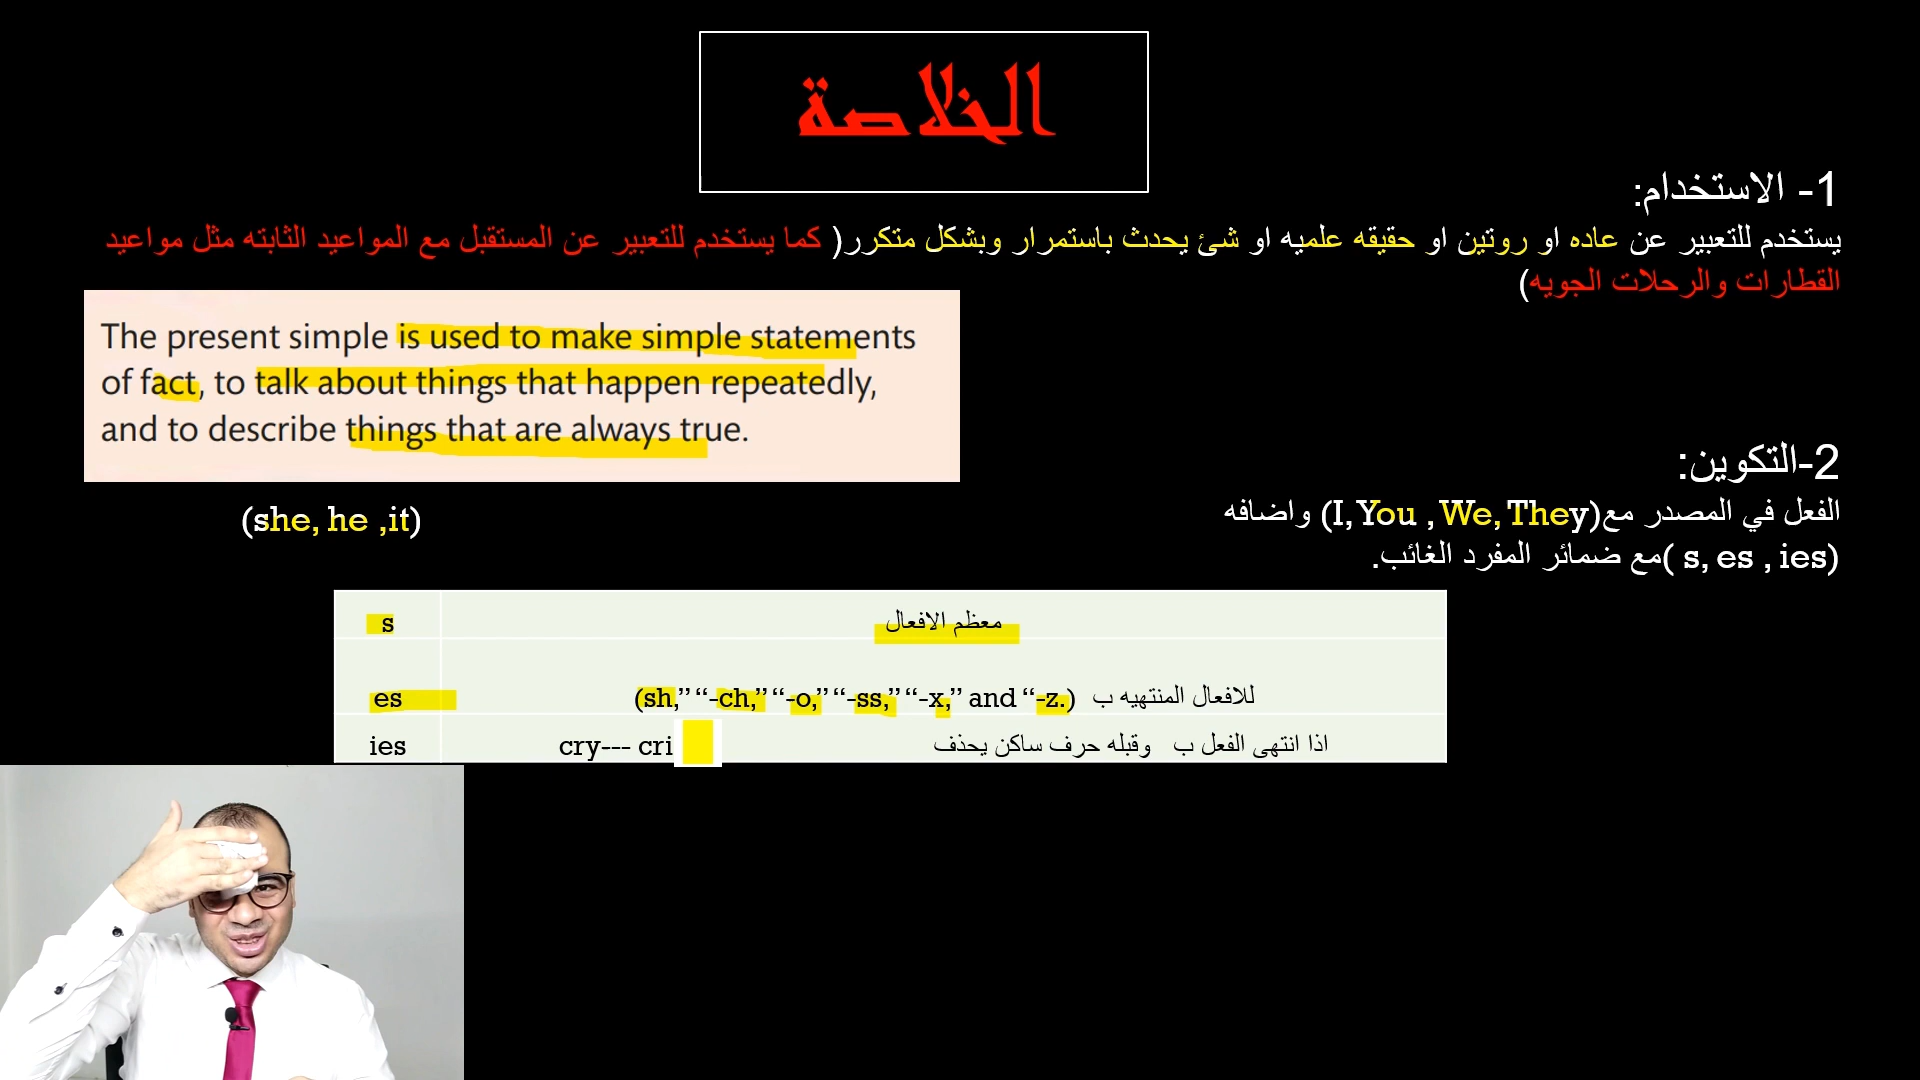 الخلاصة
1- الاستخدام:
يستخدم للتعبير عن عاده او روتين او حقيقه علميه او شئ يحدث باستمرار وبشكل متكرر( كما يستخدم للتعبير عن المستقبل مع المواعيد الثابته مثل مواعيد
القطارات والرحلات الجويه)
The present simple is used to make simple statements
of fact, to talk about things that happen repeatedly,
and to describe things that are always true.
2-التكوين:
الفعل في المصدر مع(I, You , We, They) واضافه
(s, es , ies )مع ضمائر المفرد الغائب.
(she, he ,it)
s معظم الافعال
es للافعال المنتهيه ب (sh,” “-ch,” “-o,” “-ss,” “-x,” and “-z.)
ies اذا انتهى الفعل ب وقبله حرف ساكن يحذف cry--- cri